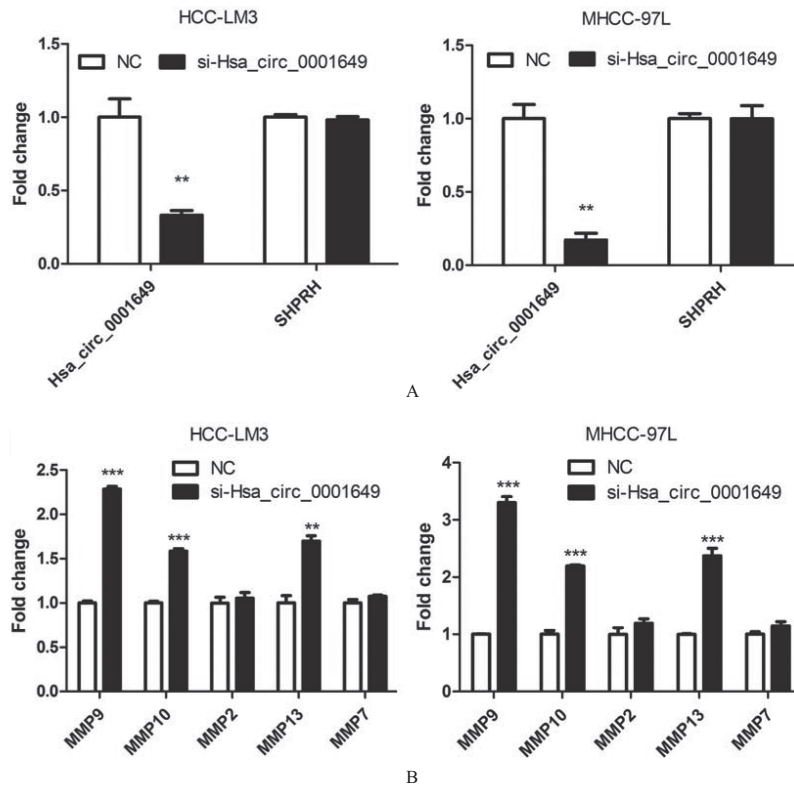 HCC-LM3
1.5
1.0
0.5
0.0
Fold change
NC
si-Hsa_circ_0001649
**
Hsa_circ_0001649
SHPRH
MHCC-97L
1.5
1.0
0.5
0.0
Fold change
NC
si-Hsa_circ_0001649
**
Hsa_circ_0001649
SHPRH
A
HCC-LM3
2.5
2.0
1.5
1.0
0.5
0.0
Fold change
NC
si-Hsa_circ_0001649
***
***
**
MMP9
MMP10
MMP2
MMP13
MMP7
MHCC-97L
4
3
2
1
0
Fold change
NC
si-Hsa_circ_0001649
***
***
***
MMP9
MMP10
MMP2
MMP13
MMP7
B